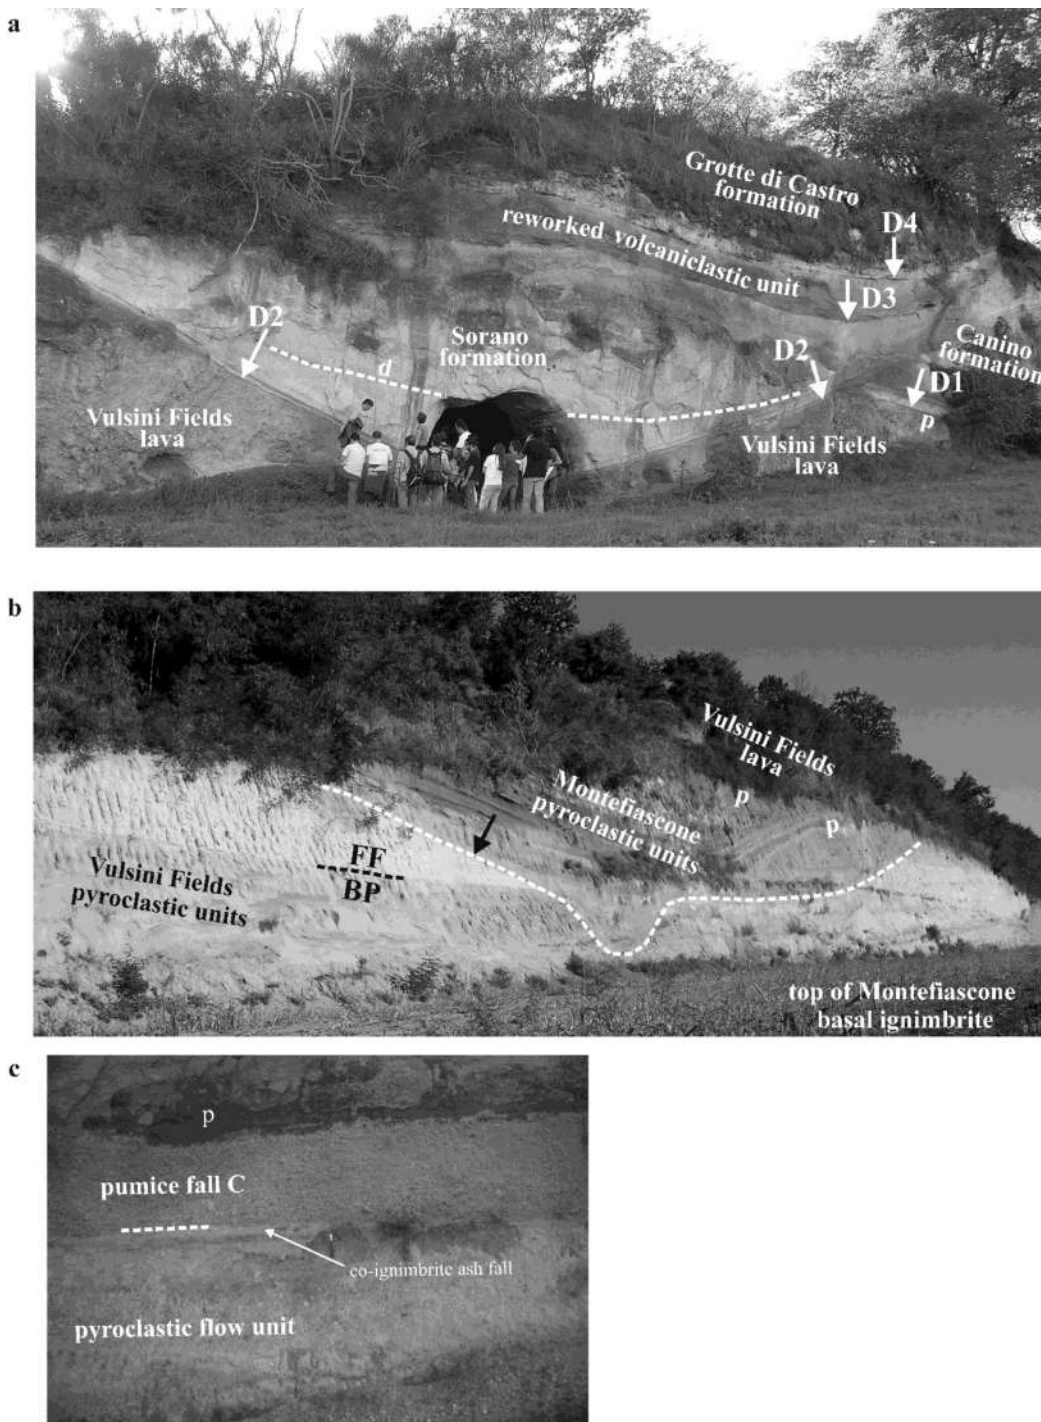 a
Grotte di Castro
formation
reworked volcaniclastic unit
D4
D3
D2
d
Sorano
formation
D2
Canino
formation
D1
p
Vulsini Fields
lava
Vulsini Fields
lava
b
Vulsini Fields
lava
p
p
Montefiascone
pyroclastic units
FF
BP
Vulsini Fields
pyroclastic units
top of Montefiascone
basal ignimbrite
c
p
pumice fall C
co-ignimbrite ash fall
pyroclastic flow unit